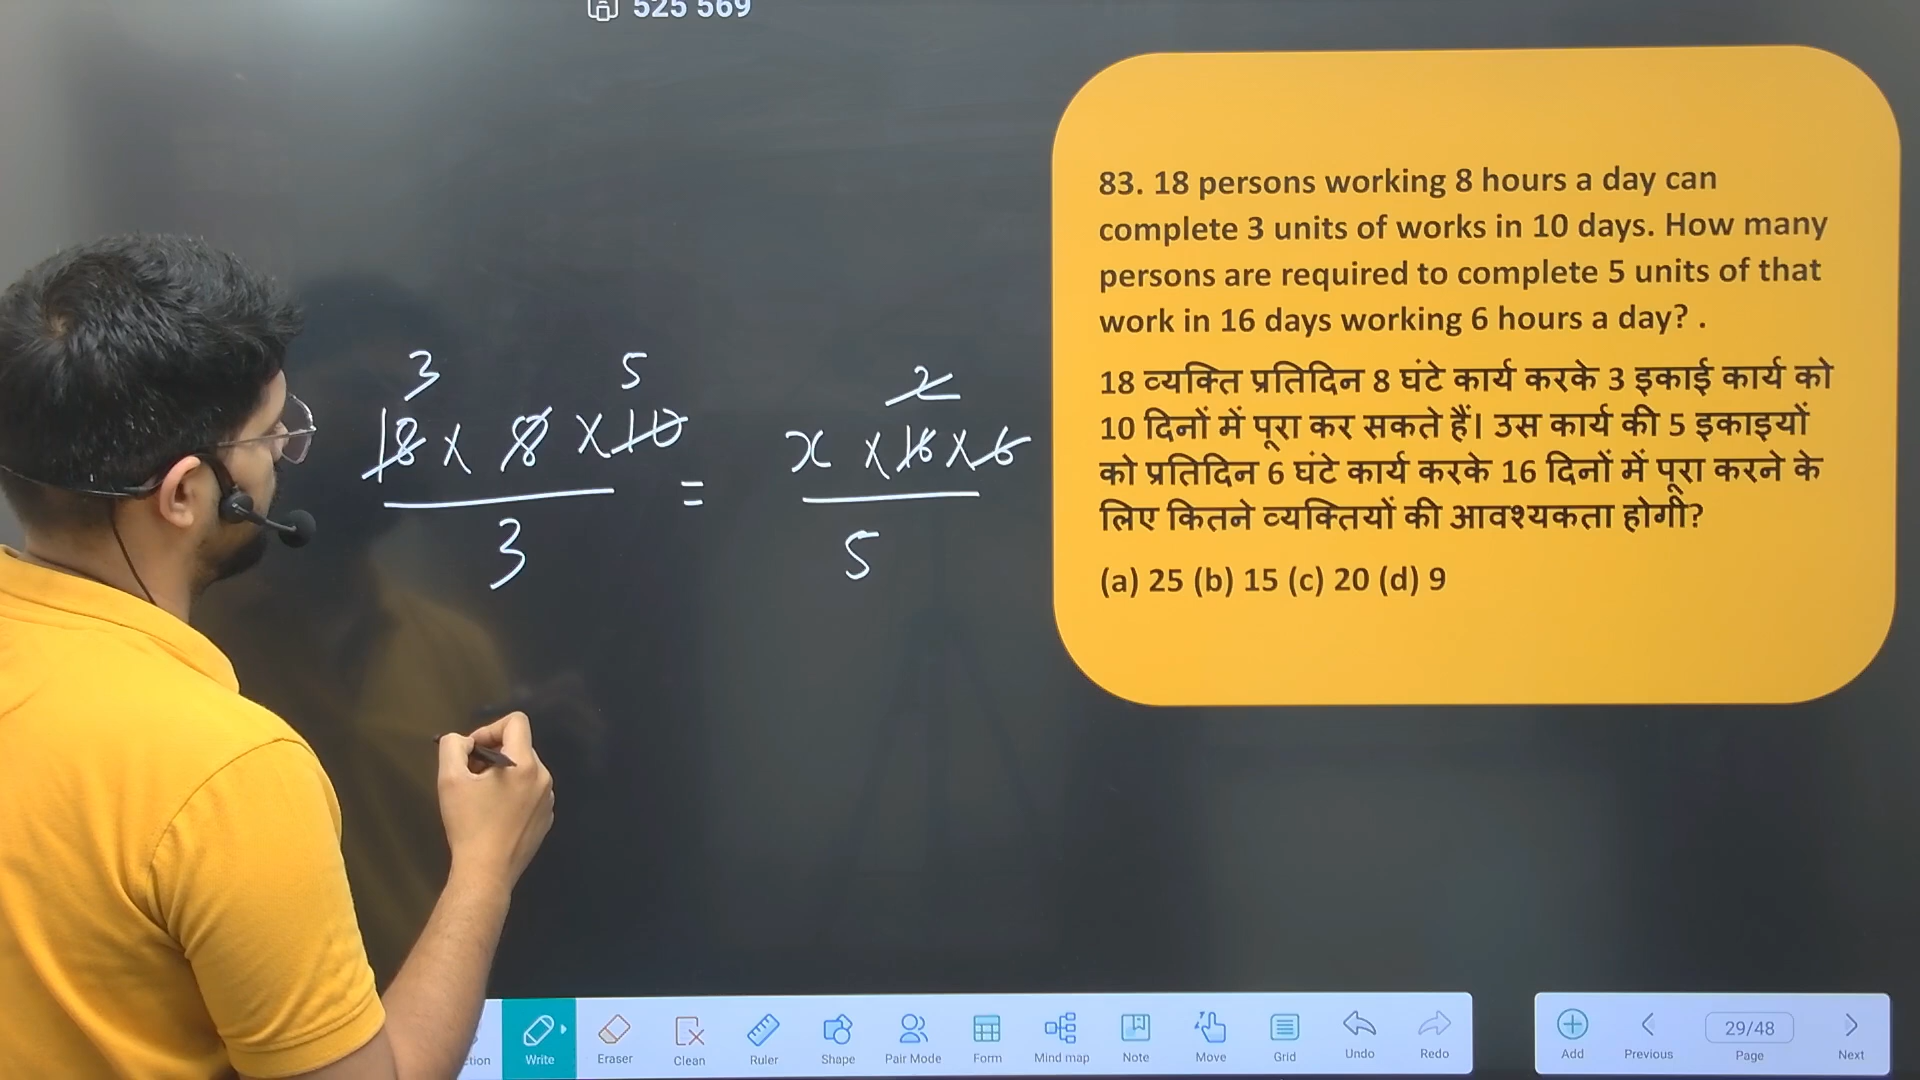 525 569
83. 18 persons working 8 hours a day can
complete 3 units of works in 10 days. How many
persons are required to complete 5 units of that
work in 16 days working 6 hours a day? .
18 व्यक्ति प्रतिदिन 8 घंटे कार्य करके 3 इकाई कार्य को
10 दिनों में पूरा कर सकते हैं। उस कार्य की 5 इकाइयों
को प्रतिदिन 6 घंटे कार्य करके 16 दिनों में पूरा करने के
लिए कितने व्यक्तियों की आवश्यकता होगी?
(a) 25 (b) 15 (c) 20 (d) 9
3 5 2
18 x 8 x 10 = x x 16 x 6
3 5
ction Write Eraser Clean Ruler Shape Pair Mode Form Mind map Note Move Grid Undo Redo
Add Previous 29/48 Page Next